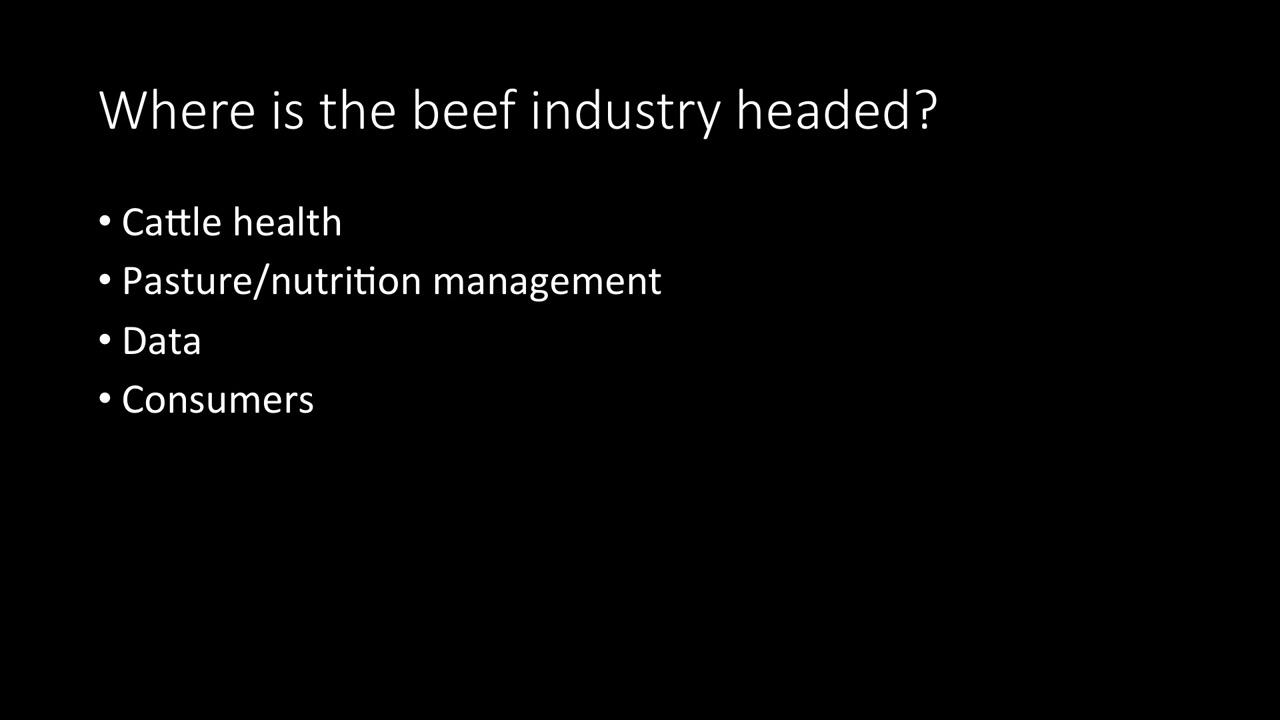 Where is the beef industry headed?
• Cattle health
• Pasture/nutrition management
• Data
• Consumers